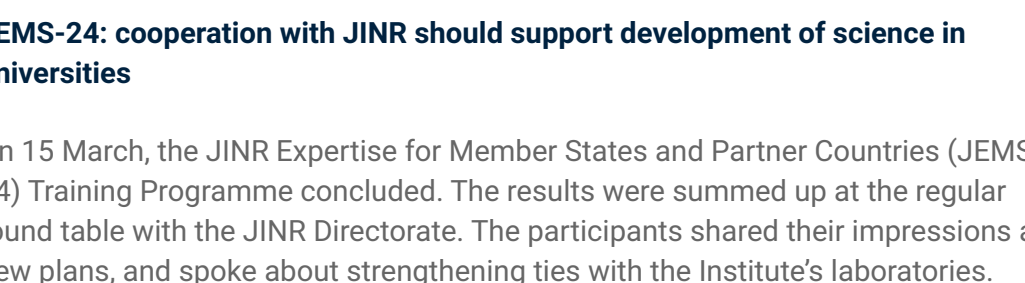 EMS-24: cooperation with JINR should support development of science in
niversities
n 15 March, the JINR Expertise for Member States and Partner Countries (JEMS
4) Training Programme concluded. The results were summed up at the regular
ound table with the JINR Directorate. The participants shared their impressions a
ew plans, and spoke about strengthening ties with the Institute’s laboratories.